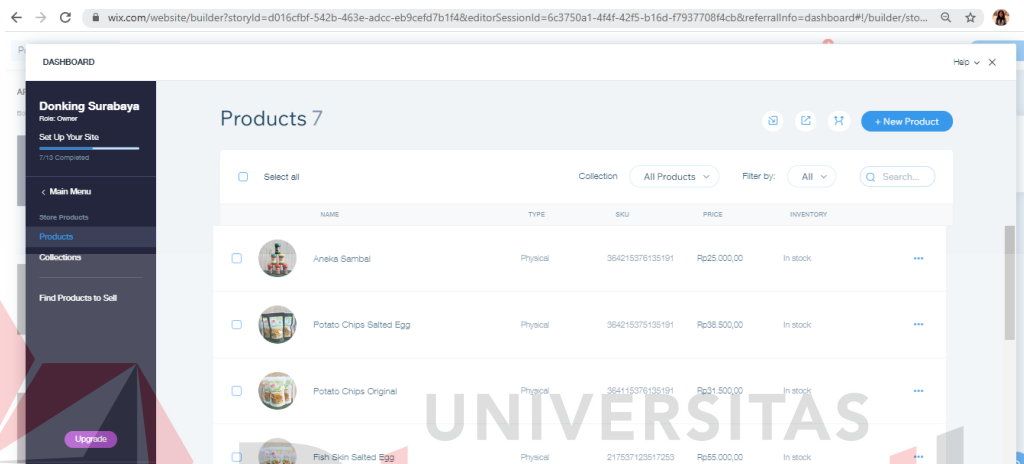 wix.com/website/builder?storyId=d016cfbf-542b-463e-adcc-eb9cefd7b1f4&editorSessionId=6c3750a1-4f4f-42f5-b16d-f7937708f4cb&referralInfo=dashboard#!/builder/sto...
DASHBOARD
Help
Donking Surabaya
Role: Owner
Set Up Your Site
7/13 Completed
Main Menu
Store Products
Products
Collections
Find Products to Sell
Upgrade
Products 7
+ New Product
Select all
Collection
All Products
Filter by:
All
Search...
NAME TYPE SKU PRICE INVENTORY
Aneka Sambal Physical 364215376135191 Rp25.000,00 In stock
Potato Chips Salted Egg Physical 364215375135191 Rp38.500,00 In stock
Potato Chips Original Physical 364115376135191 Rp31.500,00 In stock
Fish Skin Salted Egg Physical 217537123517253 Rp55.000,00 In stock
UNIVERSITAS